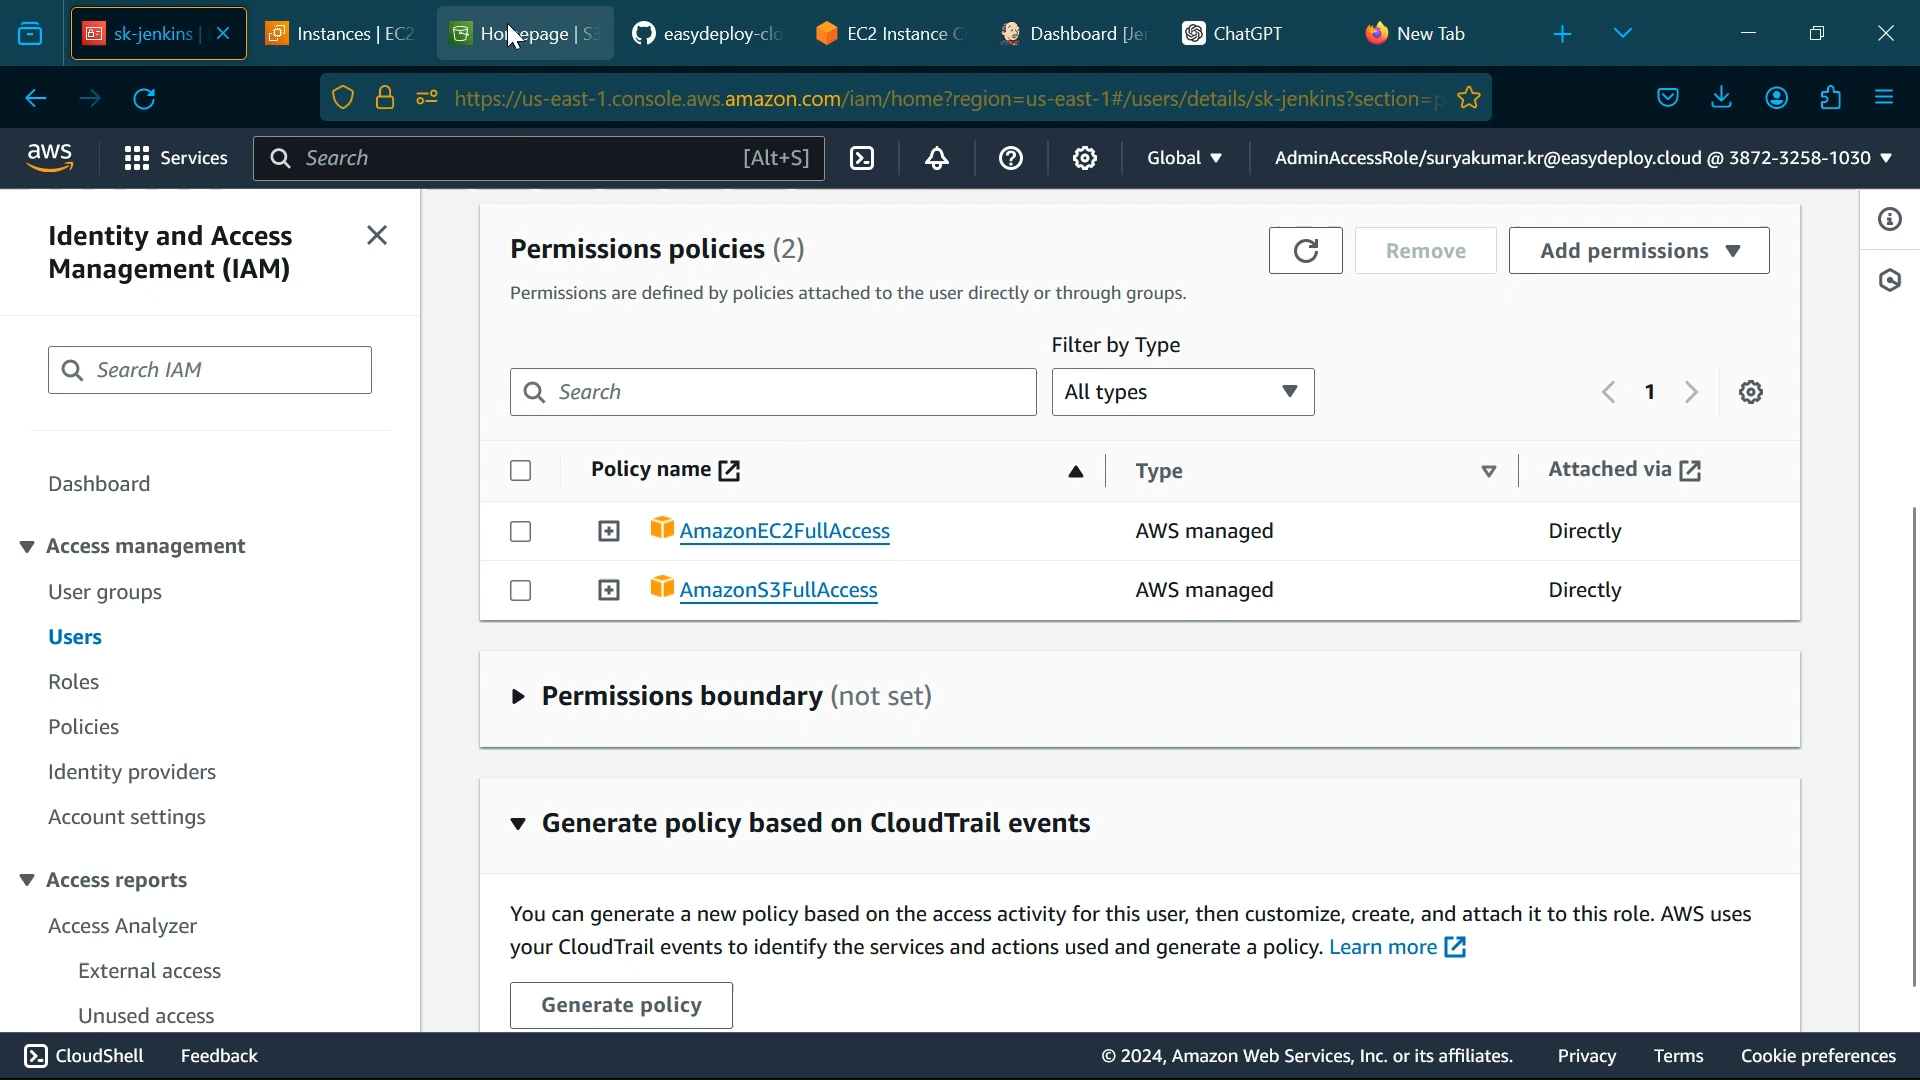 sk-jenkins |
Instances | EC2
Homepage | S3
easydeploy-clo
EC2 Instance C
Dashboard [Jer
ChatGPT
New Tab
https://us-east-1.console.aws.amazon.com/iam/home?region=us-east-1#/users/details/sk-jenkins?section=p
aws
Services
Search
[Alt+S]
Global
AdminAccessRole/suryakumar.kr@easydeploy.cloud @ 3872-3258-1030
Identity and Access
Management (IAM)
Search IAM
Dashboard
Access management
User groups
Users
Roles
Policies
Identity providers
Account settings
Access reports
Access Analyzer
External access
Unused access
Permissions policies (2)
Remove
Add permissions
Permissions are defined by policies attached to the user directly or through groups.
Filter by Type
Search
All types
1
Policy name
Type
Attached via
AmazonEC2FullAccess
AWS managed
Directly
AmazonS3FullAccess
AWS managed
Directly
Permissions boundary (not set)
Generate policy based on CloudTrail events
You can generate a new policy based on the access activity for this user, then customize, create, and attach it to this role. AWS uses
your CloudTrail events to identify the services and actions used and generate a policy. Learn more
Generate policy
CloudShell
Feedback
© 2024, Amazon Web Services, Inc. or its affiliates.
Privacy
Terms
Cookie preferences